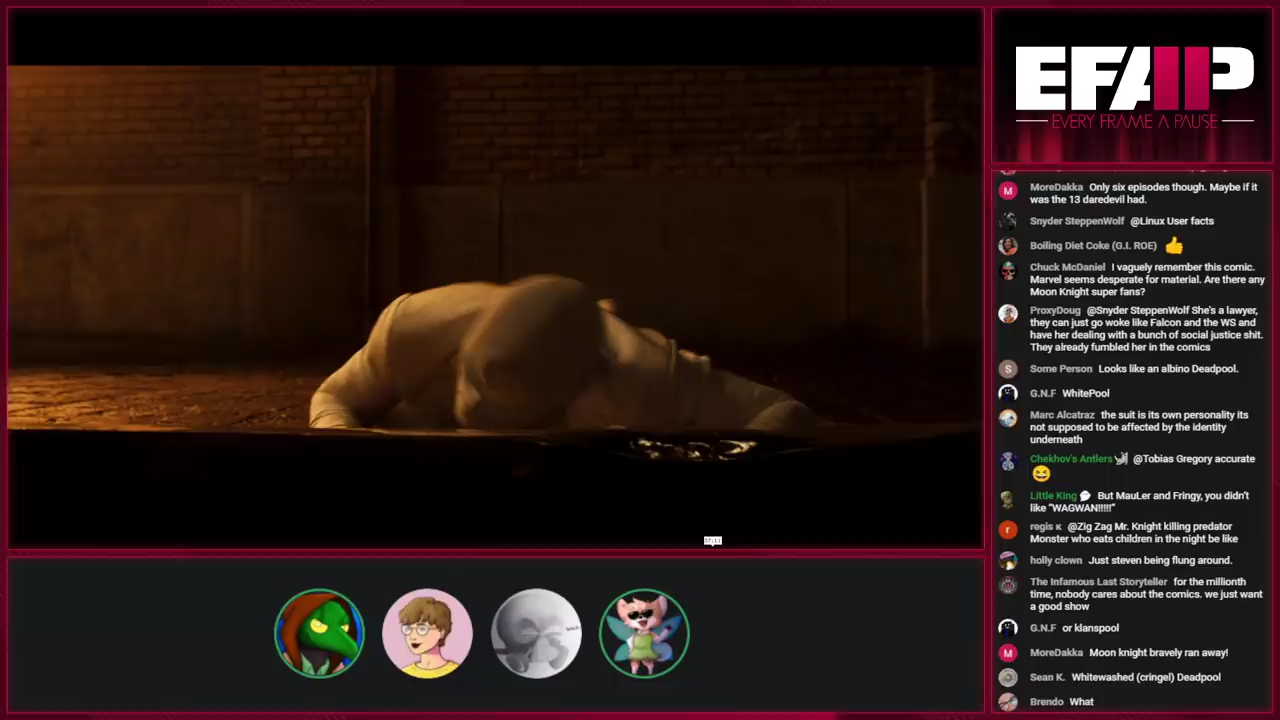 EFAP
EVERY FRAME A PAUSE
MoreDakka Only six episodes though. Maybe if it
was the 13 daredevil had.
Snyder SteppenWolf @Linux User facts
Boiling Diet Coke (G.I. ROE)
Chuck McDaniel I vaguely remember this comic.
Marvel seems desperate for material. Are there any
Moon Knight super fans?
ProxyDoug @Snyder SteppenWolf She's a lawyer,
they can just go woke like Falcon and the WS and
have her dealing with a bunch of social justice shit.
They already fumbled her in the comics
S Some Person Looks like an albino Deadpool.
G.N.F WhitePool
Marc Alcatraz the suit is its own personality its
not supposed to be affected by the identity
underneath
Chekhov's Antlers @Tobias Gregory accurate
Little King But MauLer and Fringy, you didn't
like "WAGWAN!!!!!"
r regis κ @Zig Zag Mr. Knight killing predator
Monster who eats children in the night be like
holly clown Just steven being flung around.
The Infamous Last Storyteller for the millionth
time, nobody cares about the comics. we just want
a good show
G.N.F or klanspool
M MoreDakka Moon knight bravely ran away!
Sean K. Whitewashed (cringe!) Deadpool
Brendo What